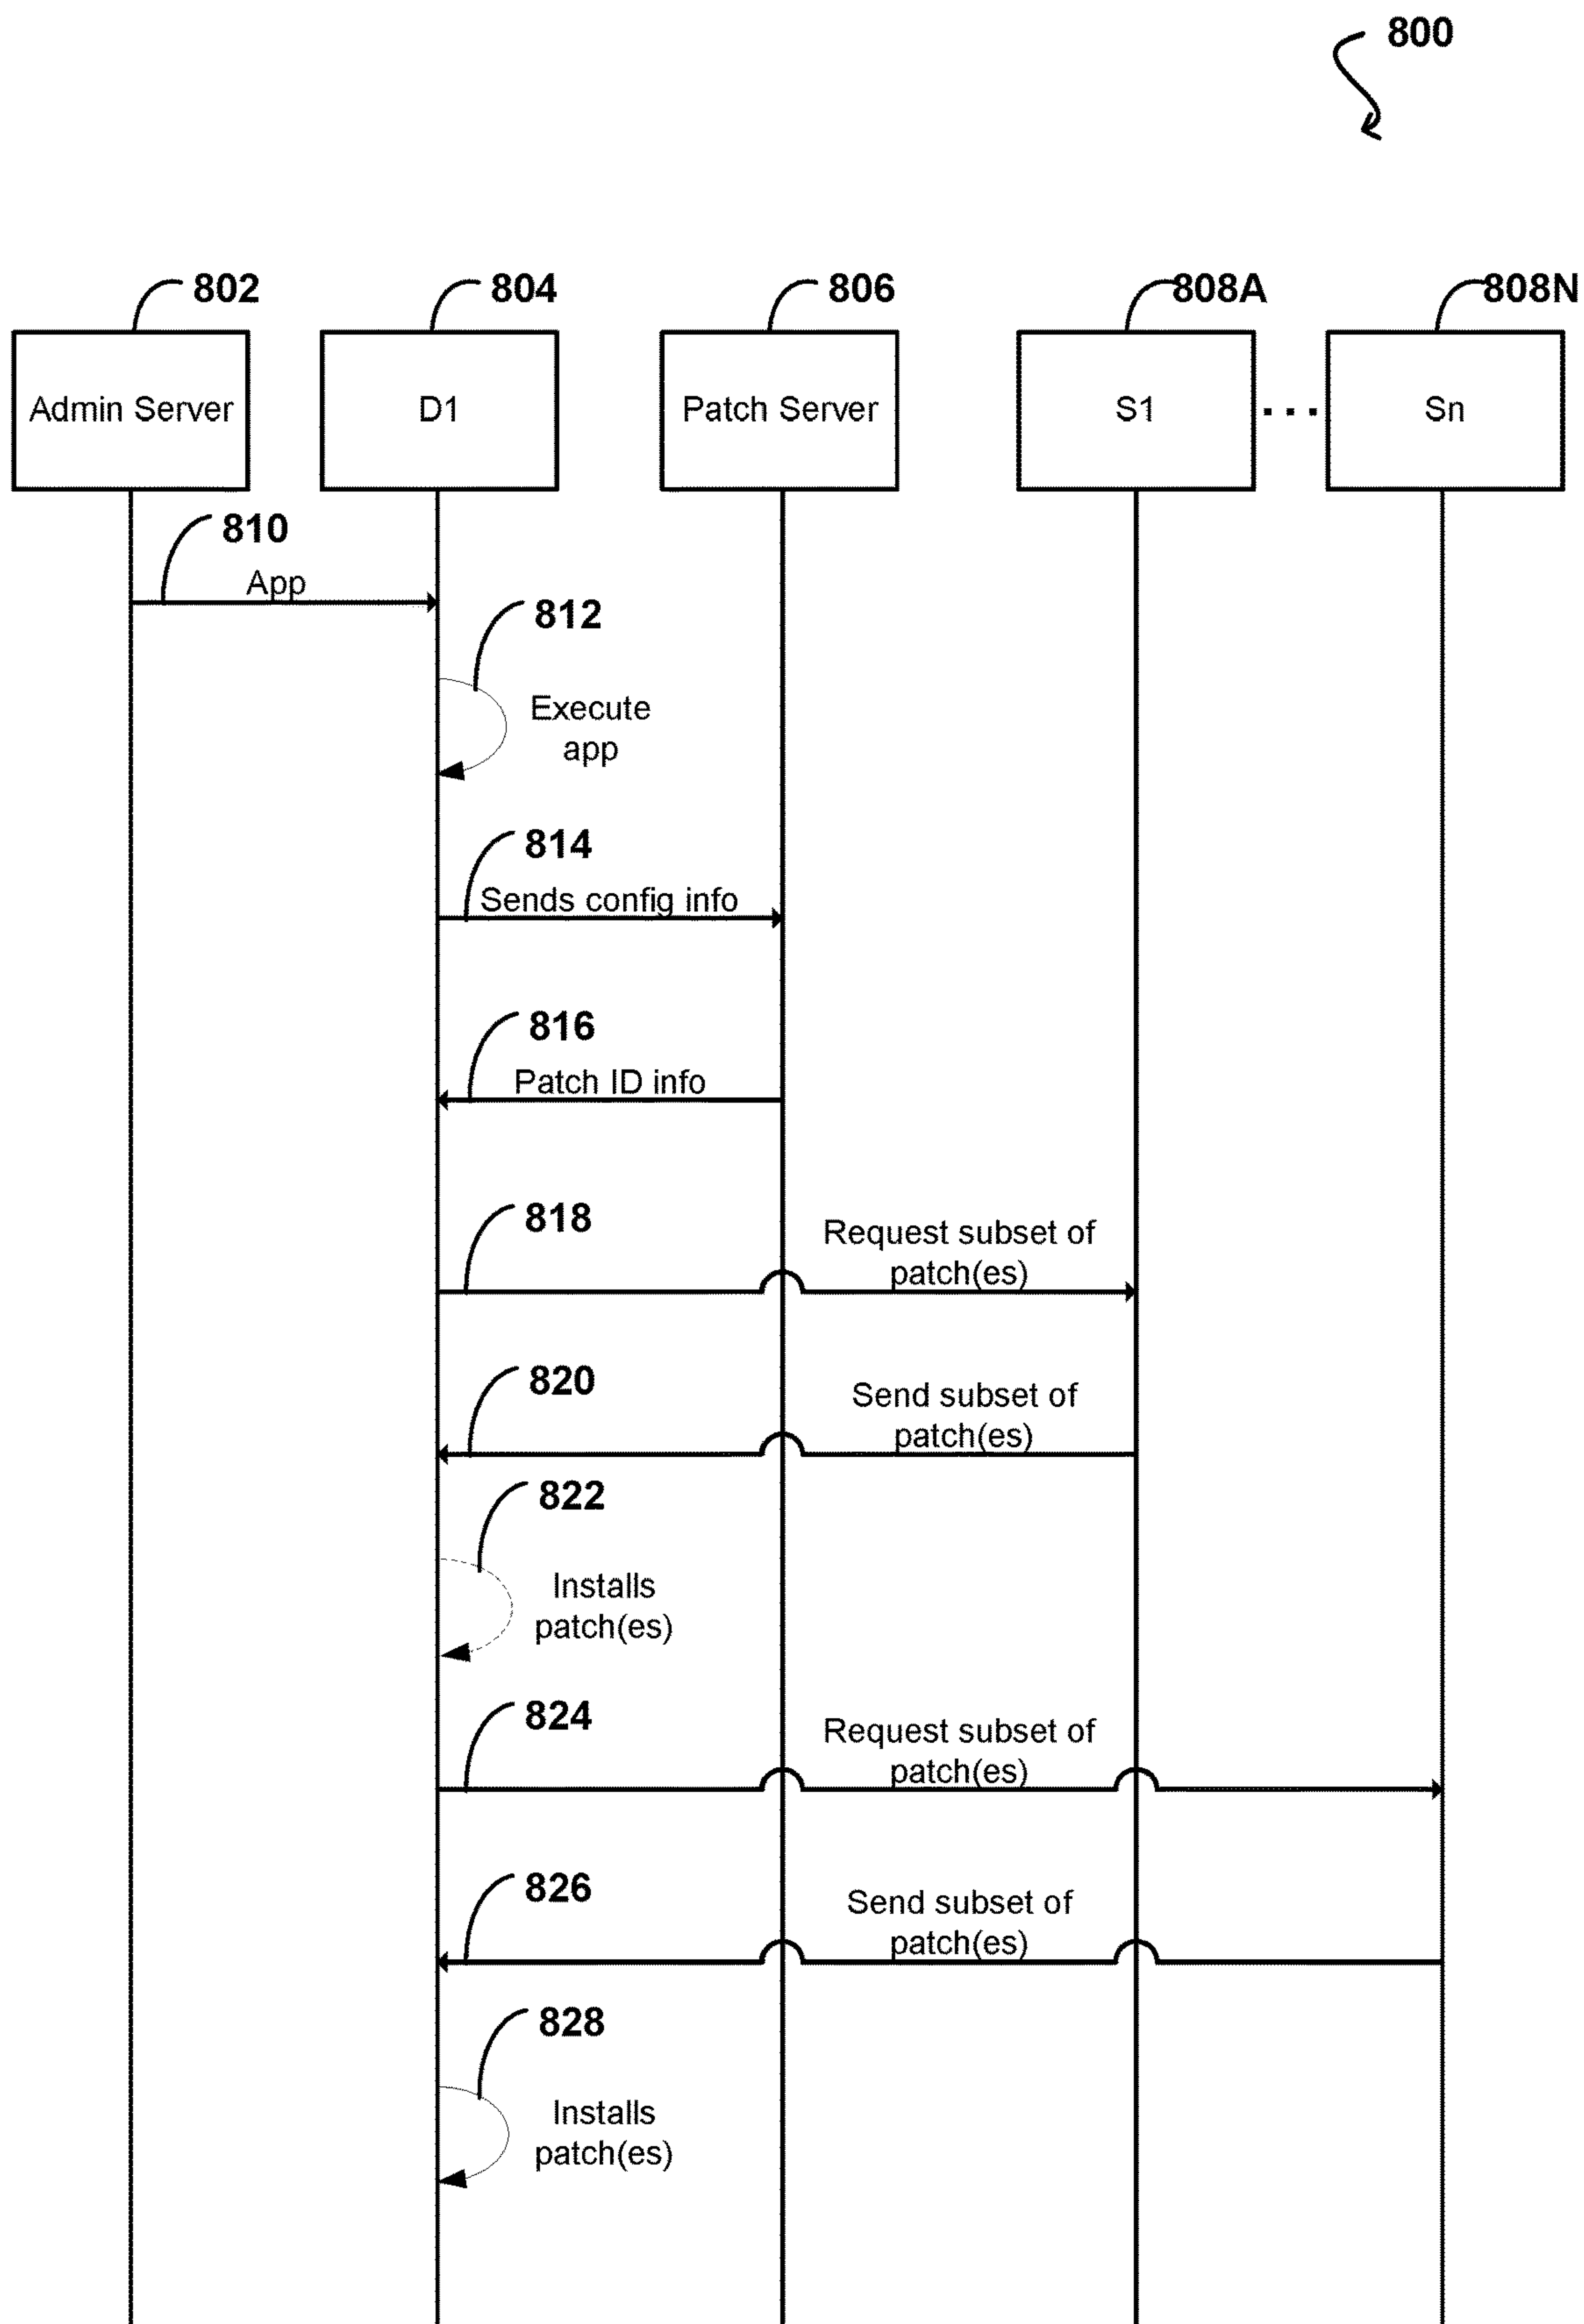 800
802
804
806
808A
808N
Admin Server
D1
Patch Server
S1
...
Sn
810
App
812
Execute
app
814
Sends config info
816
Patch ID info
818
Request subset of
patch(es)
820
Send subset of
patch(es)
822
Installs
patch(es)
824
Request subset of
patch(es)
826
Send subset of
patch(es)
828
Installs
patch(es)